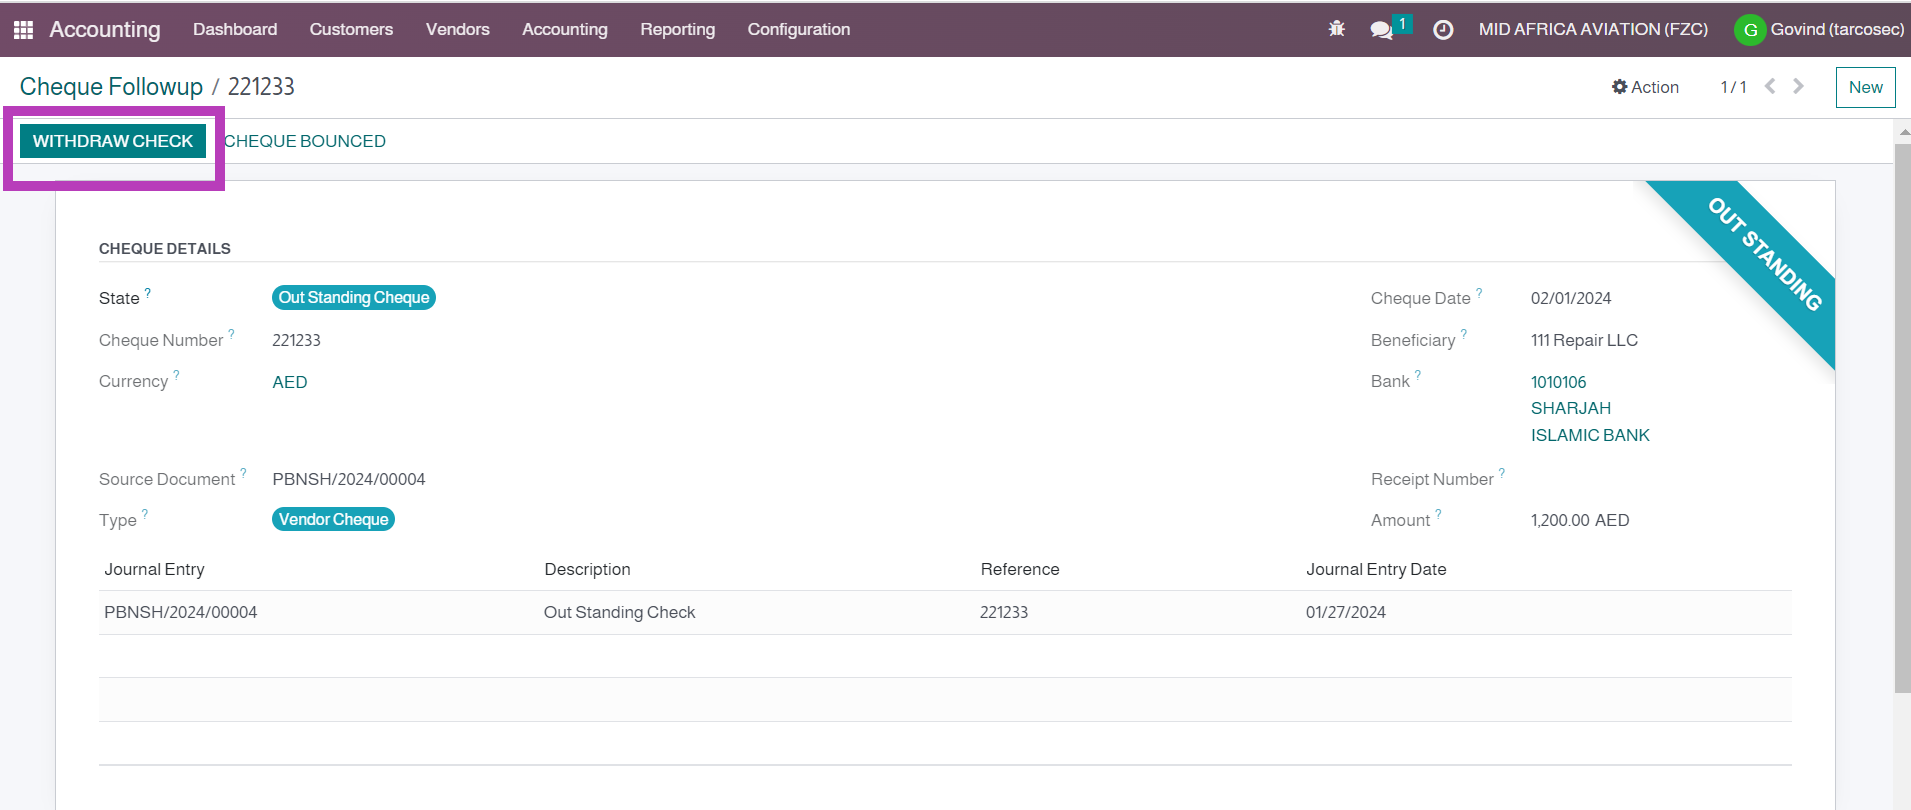 Accounting Dashboard Customers Vendors Accounting Reporting Configuration 1 MID AFRICA AVIATION (FZC) G Govind (tarcosec)
Cheque Followup / 221233 Action 1 / 1 New
WITHDRAW CHECK CHEQUE BOUNCED
OUT STANDING
CHEQUE DETAILS
State ? Out Standing Cheque Cheque Date ? 02/01/2024
Cheque Number ? 221233 Beneficiary ? 111 Repair LLC
Currency ? AED Bank ? 1010106
SHARJAH
ISLAMIC BANK
Source Document ? PBNSH/2024/00004 Receipt Number ?
Type ? Vendor Cheque Amount ? 1,200.00 AED
Journal Entry Description Reference Journal Entry Date
PBNSH/2024/00004 Out Standing Check 221233 01/27/2024